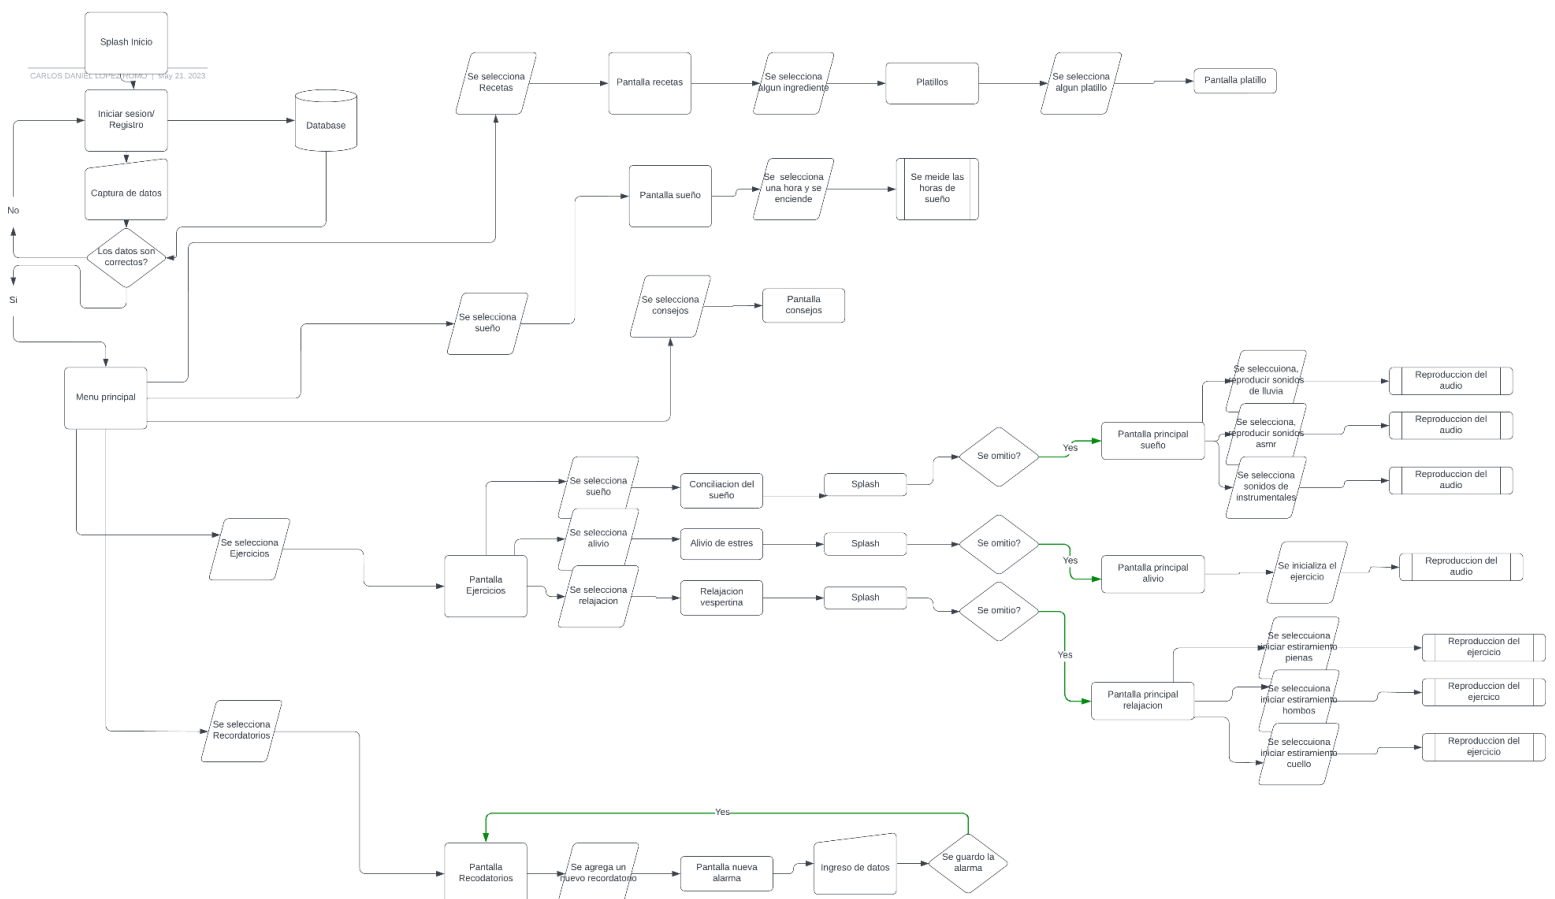 Splash Inicio
CARLOS DANIEL LOPEZ ROMO | May 21, 2023
Iniciar sesion/
Registro
Database
Captura de datos
No
Los datos son
correctos?
Si
Menu principal
Se selecciona
Recetas
Pantalla recetas
Se selecciona
algun ingrediente
Platillos
Se selecciona
algun platillo
Pantalla platillo
Pantalla sueño
Se selecciona
una hora y se
enciende
Se meide las
horas de
sueño
Se selecciona
sueño
Se selecciona
consejos
Pantalla
consejos
Se selecciona
Ejercicios
Pantalla
Ejercicios
Se selecciona
sueño
Conciliacion del
sueño
Splash
Se omitio?
Yes
Pantalla principal
sueño
Se seleccuiona,
reproducir sonidos
de lluvia
Reproduccion del
audio
Se selecciona,
reproducir sonidos
asmr
Reproduccion del
audio
Se selecciona
sonidos de
instrumentales
Reproduccion del
audio
Se selecciona
alivio
Alivio de estres
Splash
Se omitio?
Yes
Pantalla principal
alivio
Se inicializa el
ejercicio
Reproduccion del
audio
Se selecciona
relajacion
Relajacion
vespertina
Splash
Se omitio?
Yes
Pantalla principal
relajacion
Se seleccuiona
iniciar estiramiento
pienas
Reproduccion del
ejercicio
Se seleccuiona
iniciar estiramiento
hombos
Reproduccion del
ejercico
Se seleccuiona
iniciar estiramiento
cuello
Reproduccion del
ejercicio
Se selecciona
Recordatorios
Yes
Pantalla
Recodatorios
Se agrega un
nuevo recordatorio
Pantalla nueva
alarma
Ingreso de datos
Se guardo la
alarma